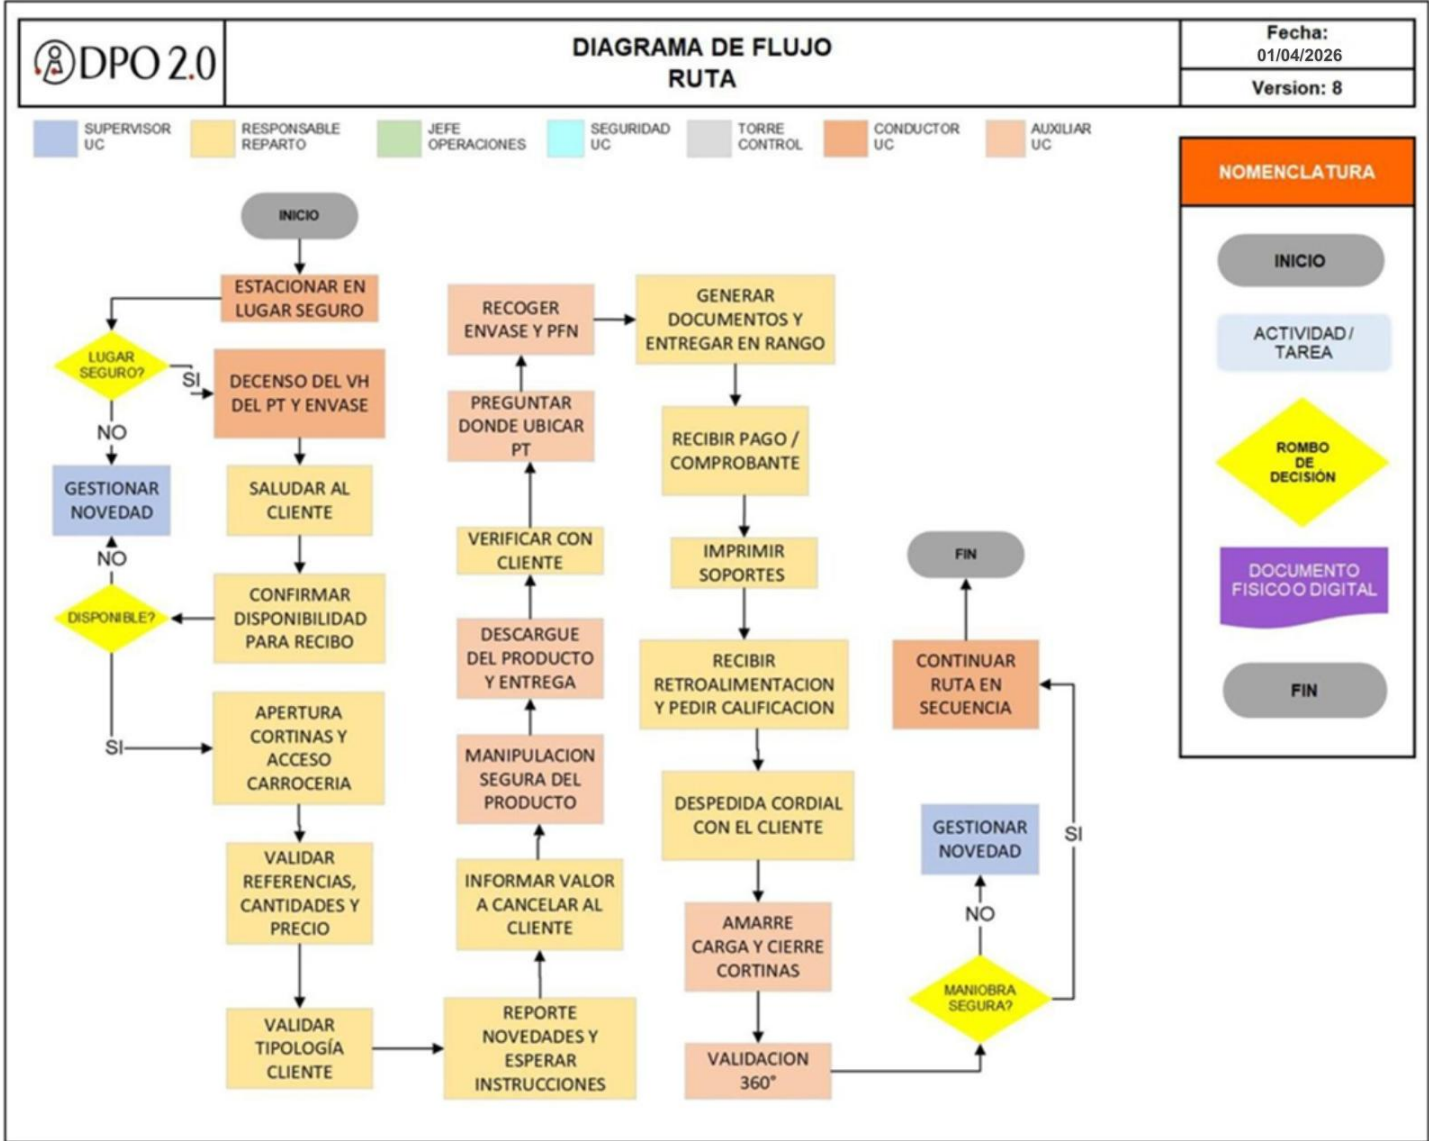 DPO 2.0
DIAGRAMA DE FLUJO
RUTA
Fecha:
01/04/2026
Version: 8
SUPERVISOR
UC
RESPONSABLE
REPARTO
JEFE
OPERACIONES
SEGURIDAD
UC
TORRE
CONTROL
CONDUCTOR
UC
AUXILIAR
UC
NOMENCLATURA
INICIO
ACTIVIDAD /
TAREA
ROMBO
DE
DECISIÓN
DOCUMENTO
FISICO O DIGITAL
FIN
INICIO
ESTACIONAR EN
LUGAR SEGURO
LUGAR
SEGURO?
SI
NO
DECENSO DEL VH
DEL PT Y ENVASE
GESTIONAR
NOVEDAD
SALUDAR AL
CLIENTE
NO
CONFIRMAR
DISPONIBILIDAD
PARA RECIBO
DISPONIBLE?
SI
APERTURA
CORTINAS Y
ACCESO
CARROCERIA
VALIDAR
REFERENCIAS,
CANTIDADES Y
PRECIO
VALIDAR
TIPOLOGÍA
CLIENTE
REPORTE
NOVEDADES Y
ESPERAR
INSTRUCCIONES
INFORMAR VALOR
A CANCELAR AL
CLIENTE
MANIPULACION
SEGURA DEL
PRODUCTO
DESCARGUE
DEL PRODUCTO
Y ENTREGA
VERIFICAR CON
CLIENTE
PREGUNTAR
DONDE UBICAR
PT
RECOGER
ENVASE Y PFN
GENERAR
DOCUMENTOS Y
ENTREGAR EN RANGO
RECIBIR PAGO /
COMPROBANTE
IMPRIMIR
SOPORTES
RECIBIR
RETROALIMENTACION
Y PEDIR CALIFICACION
DESPEDIDA CORDIAL
CON EL CLIENTE
AMARRE
CARGA Y CIERRE
CORTINAS
VALIDACION
360°
MANIOBRA
SEGURA?
NO
GESTIONAR
NOVEDAD
SI
CONTINUAR
RUTA EN
SECUENCIA
FIN